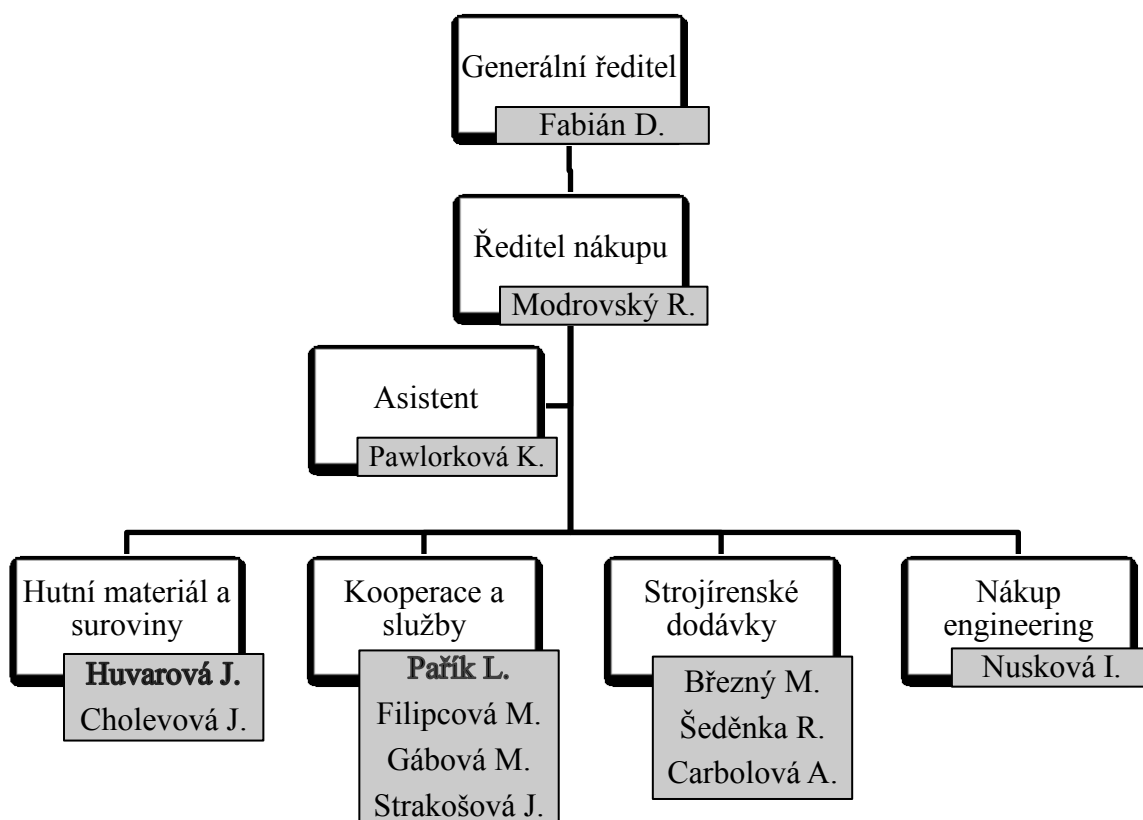 Generální ředitel
Fabián D.
Ředitel nákupu
Modrovský R.
Asistent
Pawlorková K.
Hutní materiál a
suroviny
Huvarová J.
Cholevová J.
Kooperace a
služby
Pařík L.
Filipcová M.
Gábová M.
Strakošová J.
Strojírenské
dodávky
Březný M.
Šeděnka R.
Carbolová A.
Nákup
engineering
Nusková I.